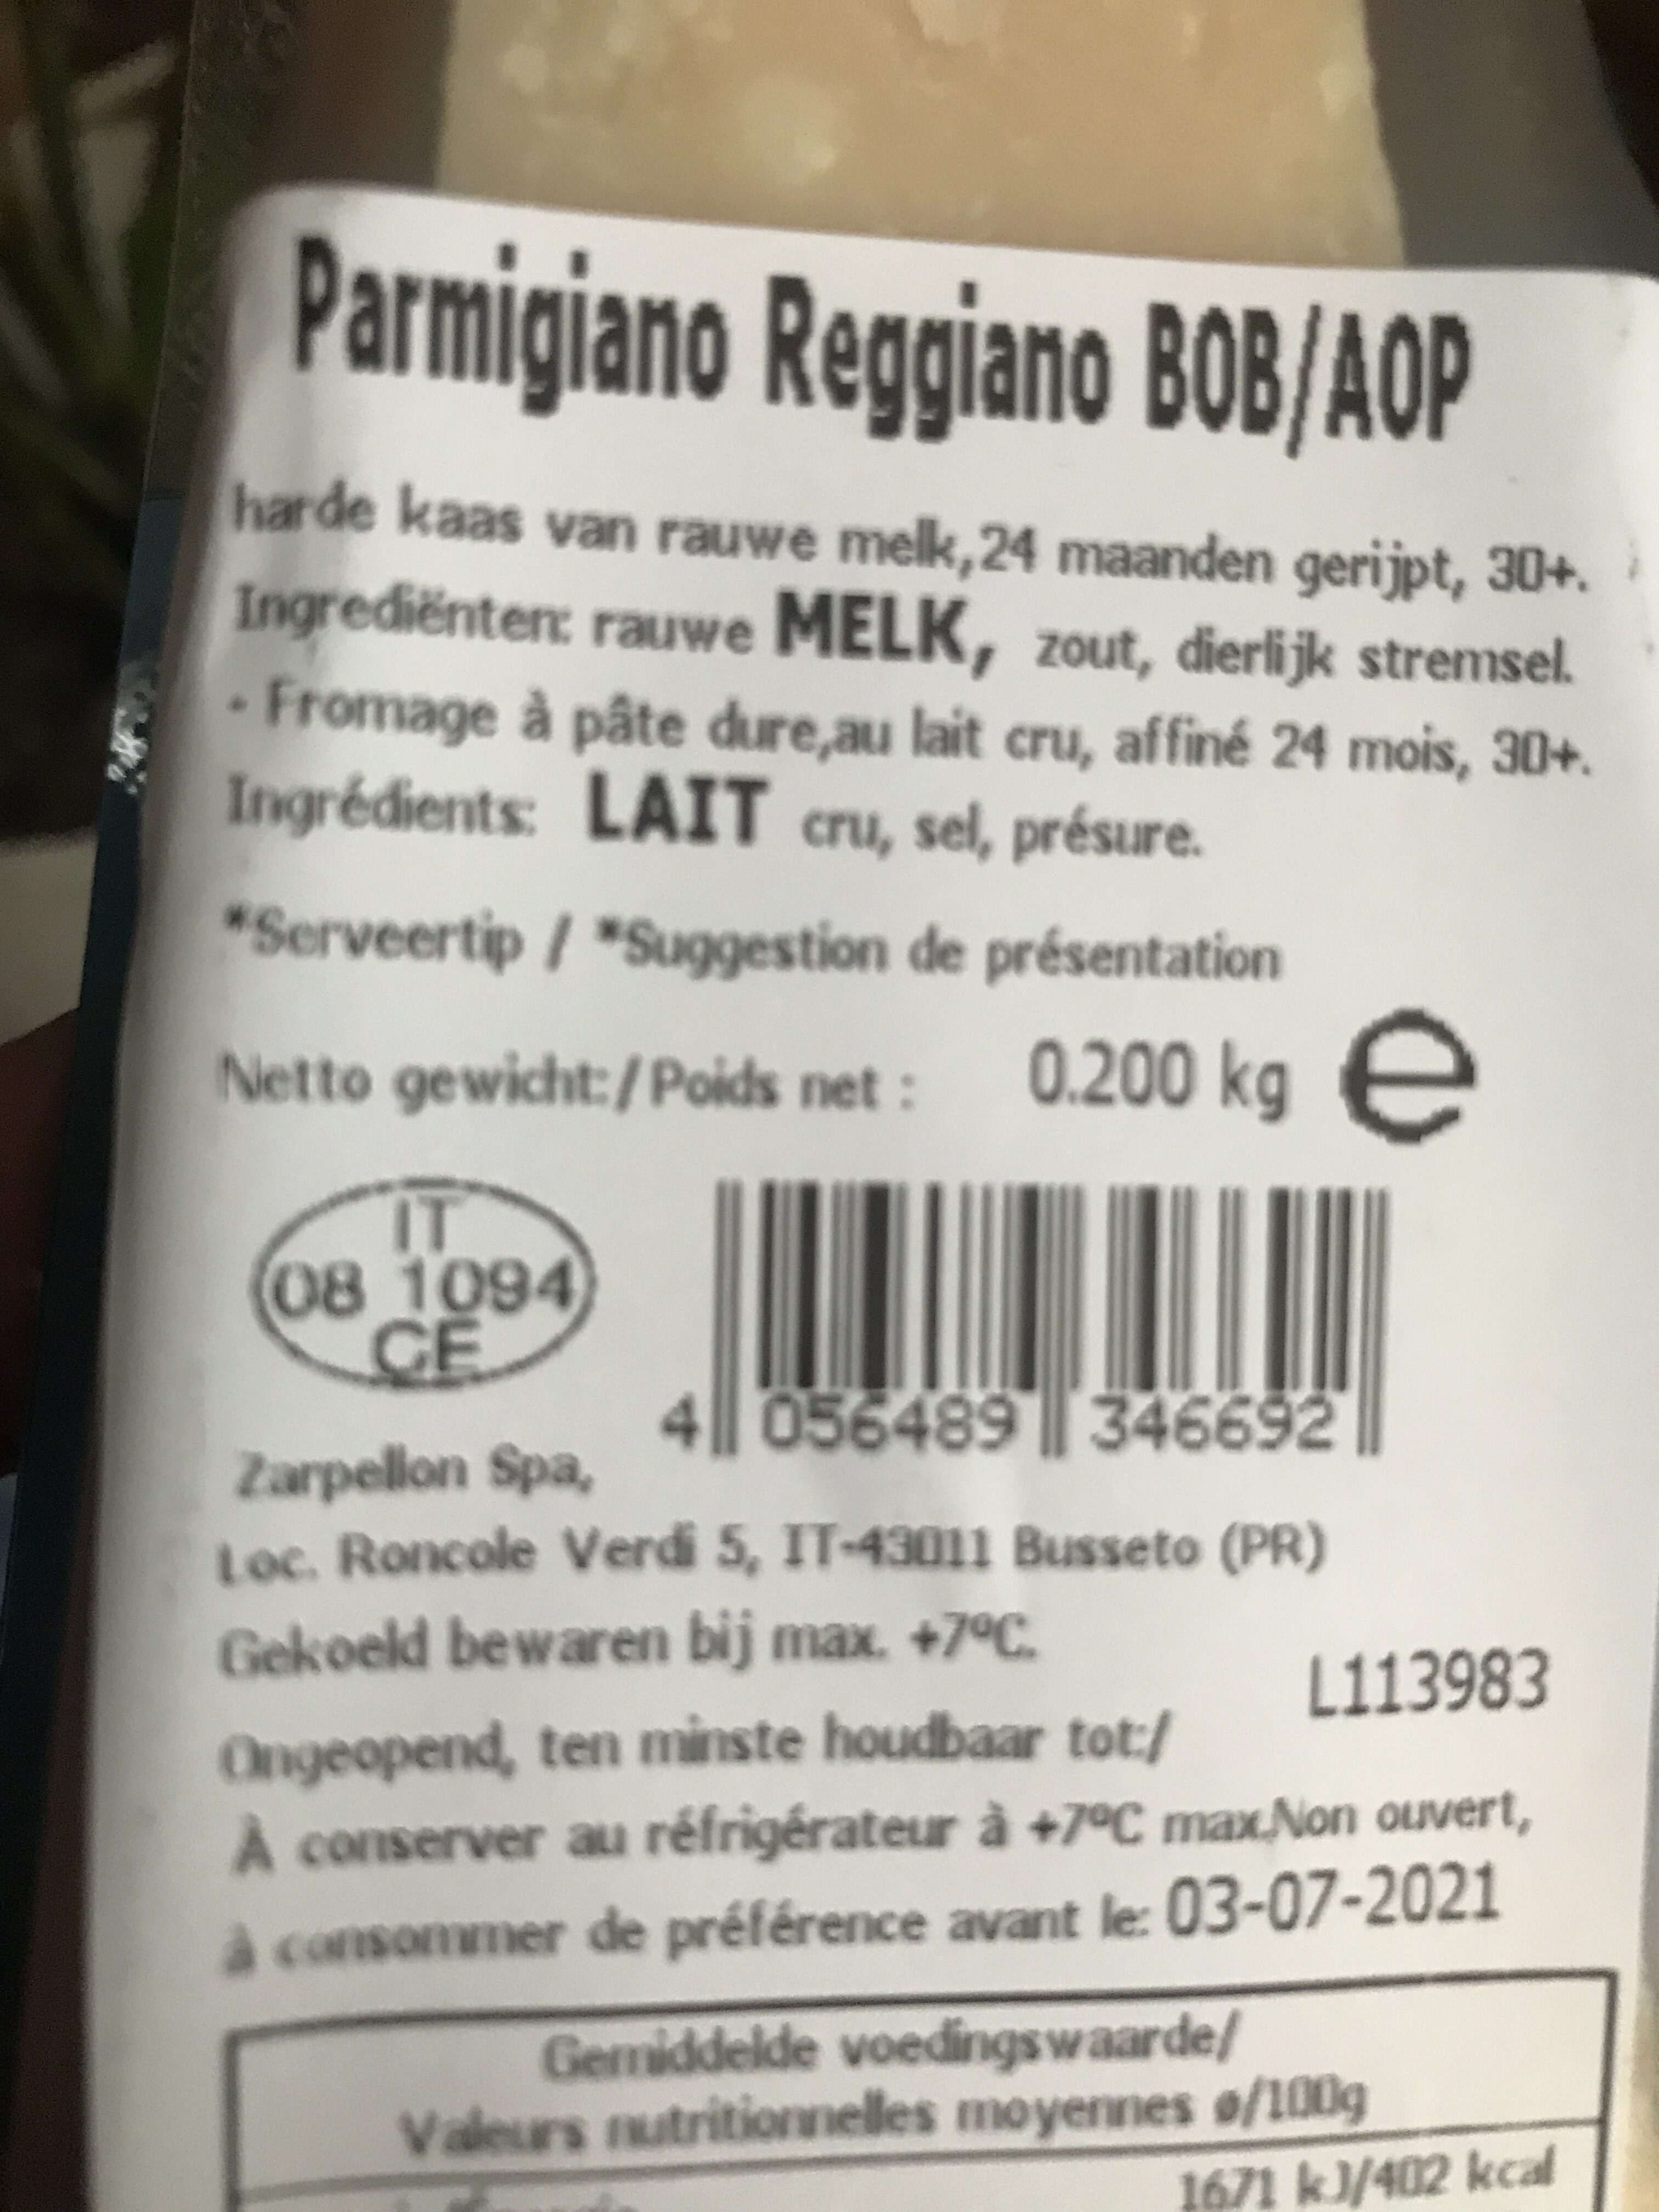 Parmigiano Reggiano BOB/AOP
harde kaas van rauwe melk,24 maanden gerijpt, 30+.
Ingrediënten: rauwe MELK, zout, dierlijk stremsel.
- Fromage à pâte dure,au lait cru, affiné 24 mois, 30+.
Ingrédients: LAIT cru, sel, présure.
*Serveertip / *Suggestion de présentation
Netto gewicht:/Poids net : 0.200 kg e
IT
08 1094
CE
4 056489 346692
Zarpellon Spa,
Loc. Roncole Verdi 5, IT-43011 Busseto (PR)
Gekoeld bewaren bij max. +7ºC.
L113983
Ongeopend, ten minste houdbaar tot:/
À conserver au réfrigérateur à +7ºC max.Non ouvert,
à consommer de préférence avant le: 03-07-2021
Gemiddelde voedingswaarde/
Valeurs nutritionnelles moyennes ø/100g
1671 kJ/402 kcal